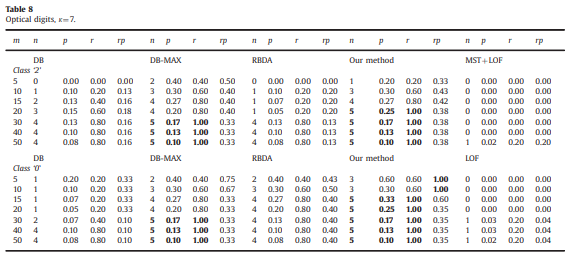 Table 8
Optical digits, κ=7.
m n p r rp n p r rp n p r rp n p r rp n p r rp
DB DB-MAX RBDA Our method MST+LOF
Class '2'
5 0 0.00 0.00 0.00 2 0.40 0.40 0.50 0 0.00 0.00 0.00 1 0.20 0.20 0.33 0 0.00 0.00 0.00
10 1 0.10 0.20 0.13 3 0.30 0.60 0.40 1 0.10 0.20 0.20 3 0.30 0.60 0.43 0 0.00 0.00 0.00
15 2 0.13 0.40 0.16 4 0.27 0.80 0.40 1 0.07 0.20 0.20 4 0.27 0.80 0.42 0 0.00 0.00 0.00
20 3 0.15 0.60 0.18 4 0.20 0.80 0.40 1 0.05 0.20 0.20 5 0.25 1.00 0.38 0 0.00 0.00 0.00
30 4 0.13 0.80 0.16 5 0.17 1.00 0.33 4 0.13 0.80 0.13 5 0.17 1.00 0.38 0 0.00 0.00 0.00
40 4 0.10 0.80 0.16 5 0.13 1.00 0.33 4 0.10 0.80 0.13 5 0.13 1.00 0.38 0 0.00 0.00 0.00
50 4 0.08 0.80 0.16 5 0.10 1.00 0.33 4 0.08 0.80 0.13 5 0.10 1.00 0.38 1 0.02 0.20 0.20
DB DB-MAX RBDA Our method LOF
Class '0'
5 1 0.20 0.20 0.33 2 0.40 0.40 0.75 2 0.40 0.40 0.43 3 0.60 0.60 1.00 0 0.00 0.00 0.00
10 1 0.10 0.20 0.33 3 0.30 0.60 0.67 3 0.30 0.60 0.50 3 0.30 0.60 1.00 0 0.00 0.00 0.00
15 1 0.07 0.20 0.33 4 0.27 0.80 0.33 4 0.27 0.80 0.40 5 0.33 1.00 0.60 0 0.00 0.00 0.00
20 1 0.05 0.20 0.33 4 0.20 0.80 0.33 4 0.20 0.80 0.40 5 0.25 1.00 0.35 0 0.00 0.00 0.00
30 2 0.07 0.40 0.10 5 0.17 1.00 0.33 4 0.13 0.80 0.40 5 0.17 1.00 0.35 1 0.03 0.20 0.04
40 4 0.10 0.80 0.10 5 0.13 1.00 0.33 4 0.10 0.80 0.40 5 0.13 1.00 0.35 1 0.03 0.20 0.04
50 4 0.08 0.80 0.10 5 0.10 1.00 0.33 4 0.08 0.80 0.40 5 0.10 1.00 0.35 1 0.02 0.20 0.04